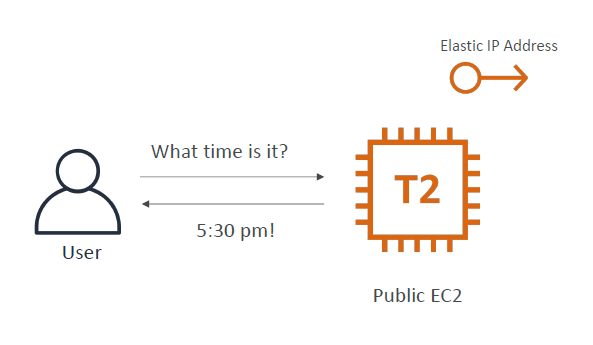 Elastic IP Address
What time is it?
T2
5:30 pm!
User
Public EC2